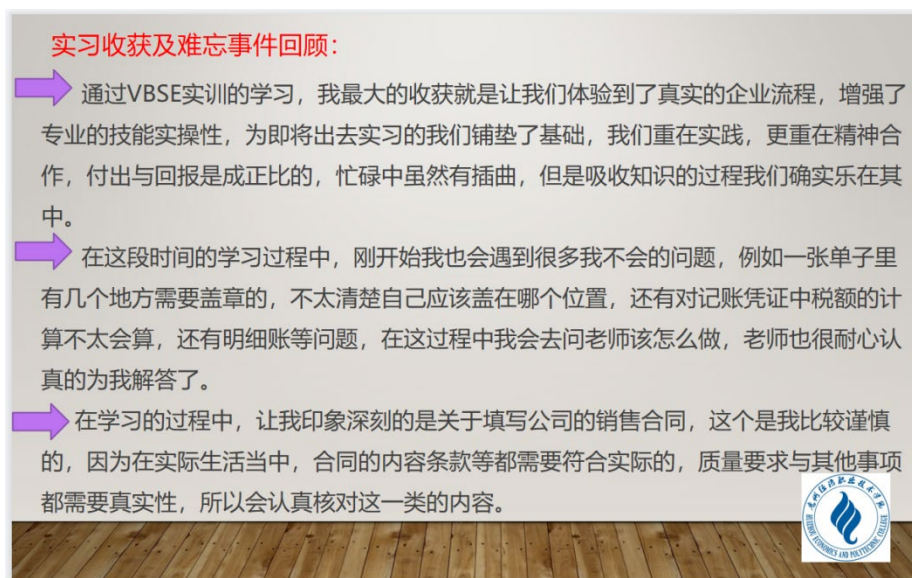 实习收获及难忘事件回顾：
通过VBSE实训的学习，我最大的收获就是让我们体验到了真实的企业流程，增强了
专业的技能实操性，为即将出去实习的我们铺垫了基础，我们重在实践，更重在精神合
作，付出与回报是成正比的，忙碌中虽然有插曲，但是吸收知识的过程我们确实乐在其
中。
在这段时间的学习过程中，刚开始我也会遇到很多我不会的问题，例如一张单子里
有几个地方需要盖章的，不太清楚自己应该盖在哪个位置，还有对记账凭证中税额的计
算不太会算，还有明细账等问题，在这过程中我会去问老师该怎么做，老师也很耐心认
真的为我解答了。
在学习的过程中，让我印象深刻的是关于填写公司的销售合同，这个是我比较谨慎
的，因为在实际生活当中，合同的内容条款等都需要符合实际的，质量要求与其他事项
都需要真实性，所以会认真核对这一类的内容。
惠州经济职业技术学院
HUIZHOU ECONOMICS AND POLYTECHNIC COLLEGE